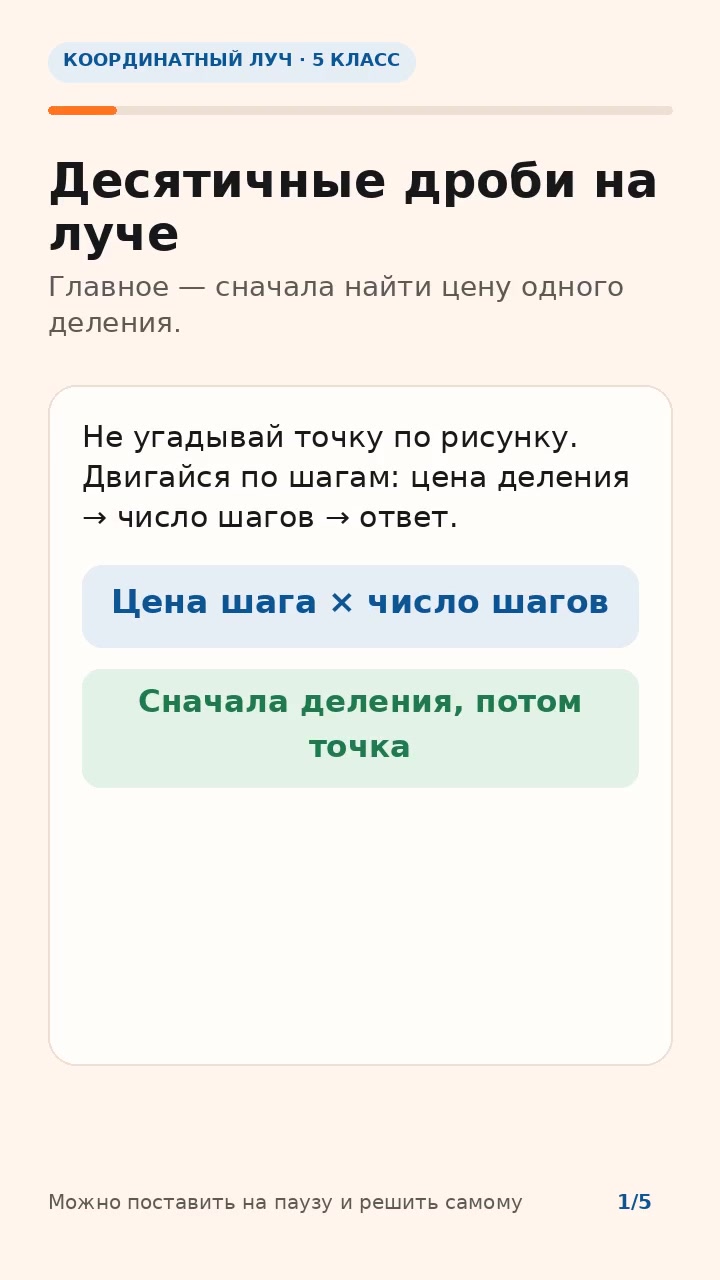 КООРДИНАТНЫЙ ЛУЧ · 5 КЛАСС
Десятичные дроби на
луче
Главное — сначала найти цену одного
деления.
Не угадывай точку по рисунку.
Двигайся по шагам: цена деления
→ число шагов → ответ.
Цена шага × число шагов
Сначала деления, потом
точка
Можно поставить на паузу и решить самому
1/5